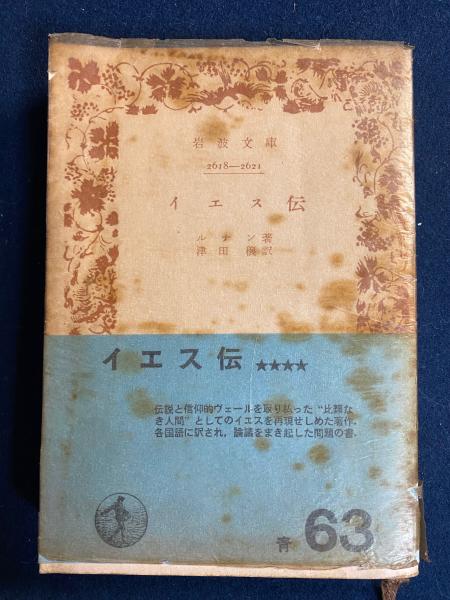 岩波文庫
2618—2621
イエス伝
ルナン著
津田穣訳
イエス伝 ★★★★
伝説と信仰的ヴェールを取り払った“比類な
き人間”としてのイエスを再現せしめた著作。
各国語に訳され，論議をまき起した問題の書。
青 63